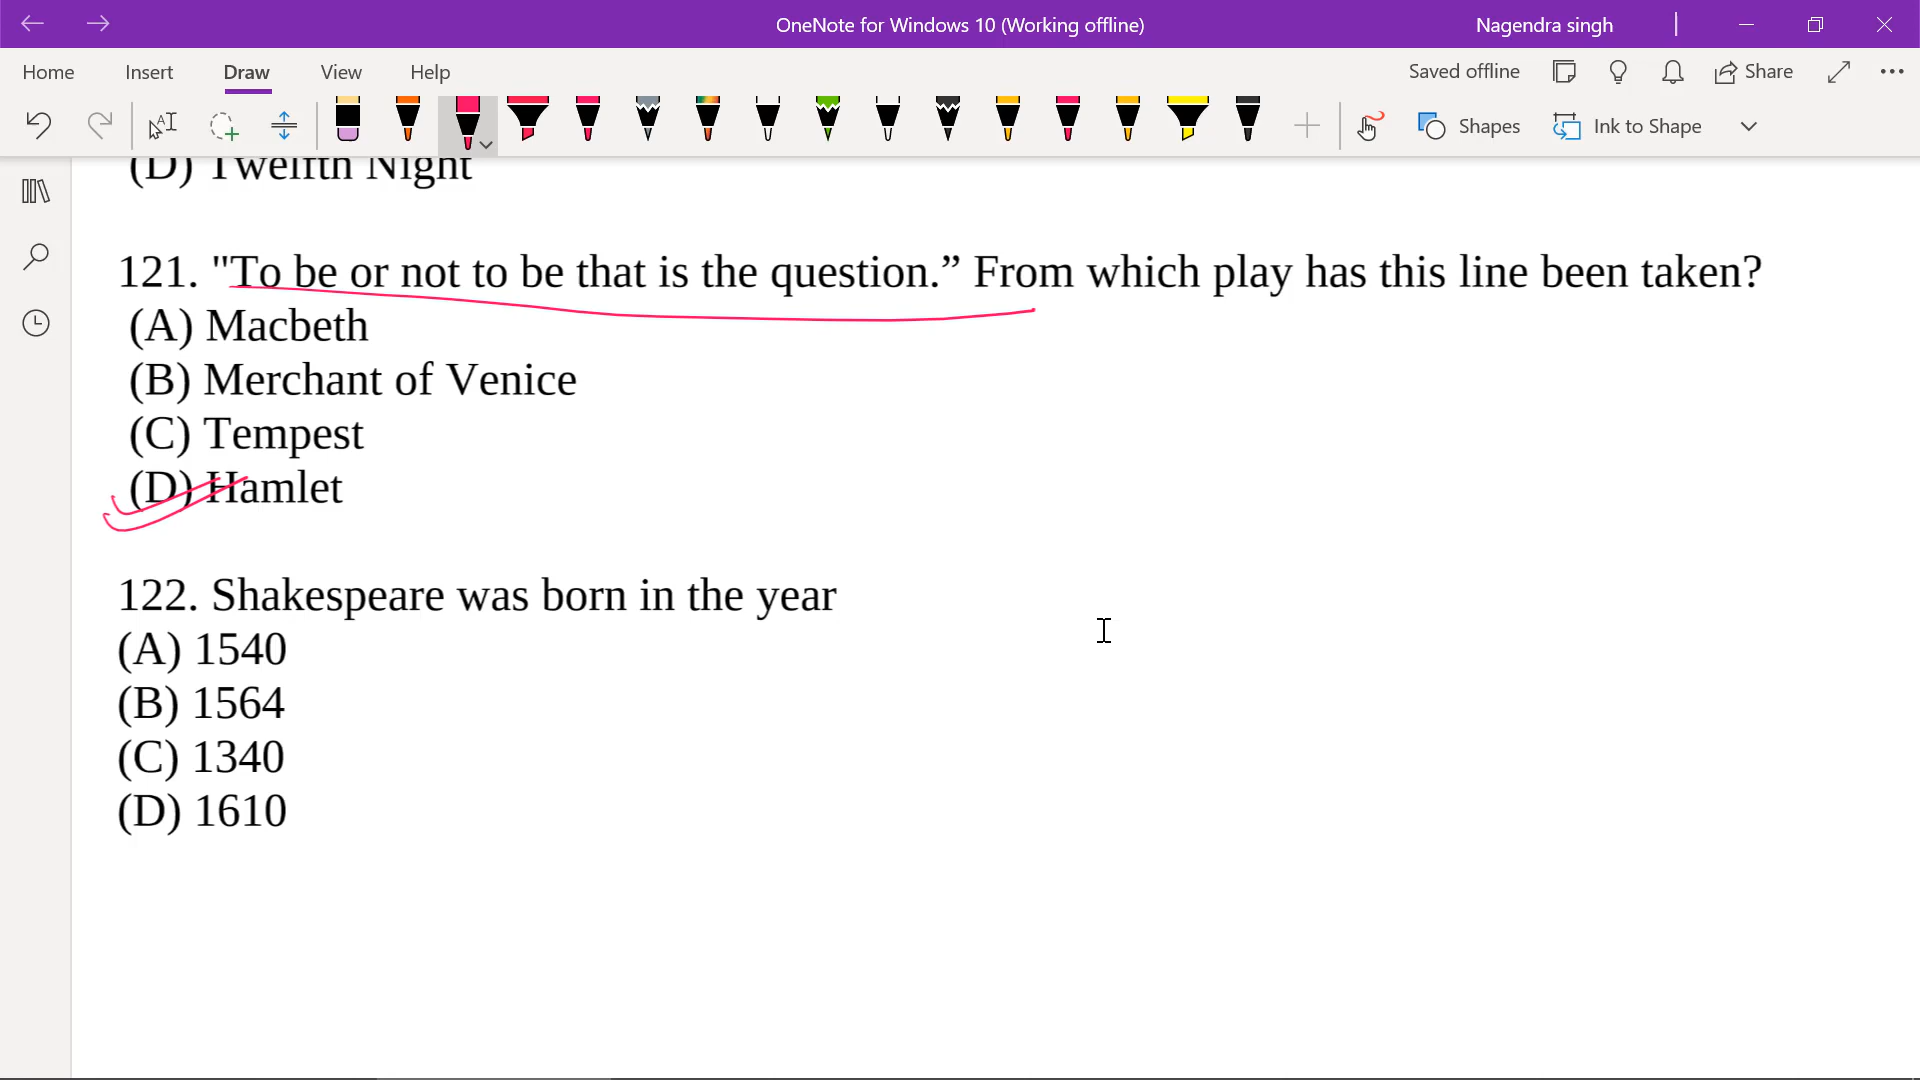 OneNote for Windows 10 (Working offline)
Nagendra singh
Home
Insert
Draw
View
Help
Saved offline
Share
Shapes
Ink to Shape
(D) Twelfth Night
121. "To be or not to be that is the question.” From which play has this line been taken?
(A) Macbeth
(B) Merchant of Venice
(C) Tempest
(D) Hamlet
122. Shakespeare was born in the year
(A) 1540
(B) 1564
(C) 1340
(D) 1610